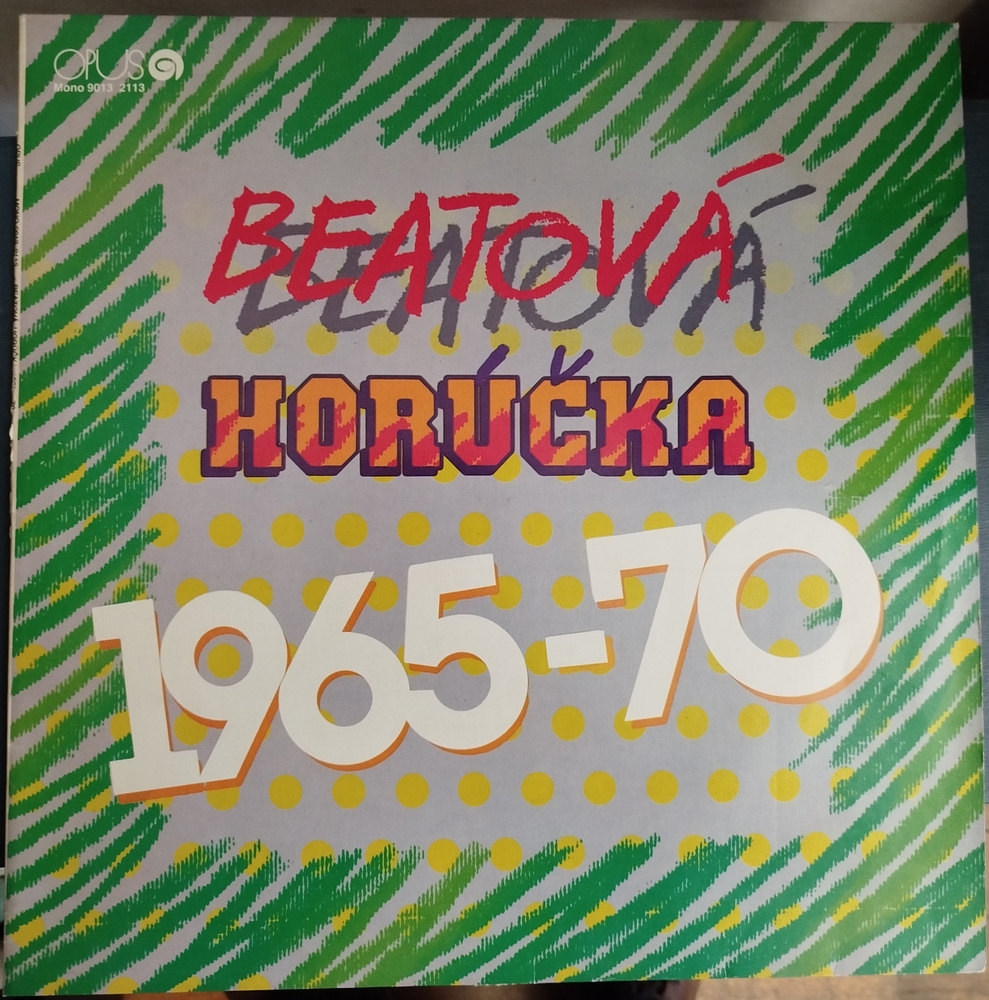 OPUS
Mono 9013 2113
BEATOVÁ
HORÚČKA
1965-70